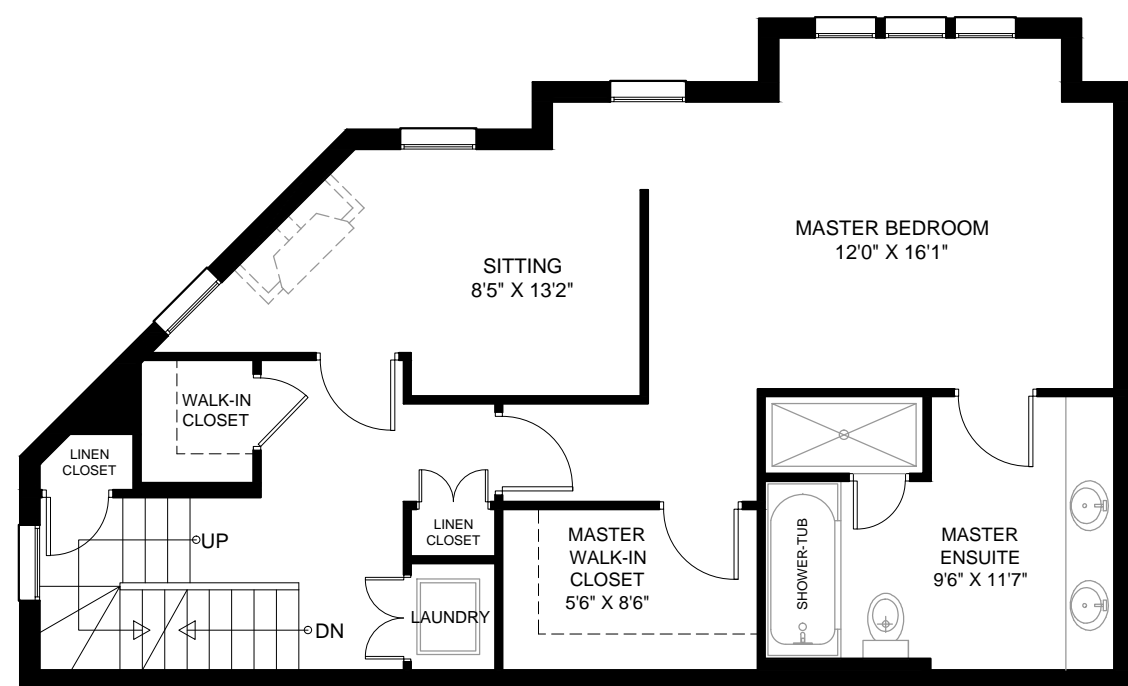 MASTER BEDROOM
12'0" X 16'1"
SITTING
8'5" X 13'2"
WALK-IN
CLOSET
LINEN
CLOSET
UP
LINEN
CLOSET
MASTER
WALK-IN
CLOSET
5'6" X 8'6"
SHOWER-TUB
MASTER
ENSUITE
9'6" X 11'7"
LAUNDRY
DN